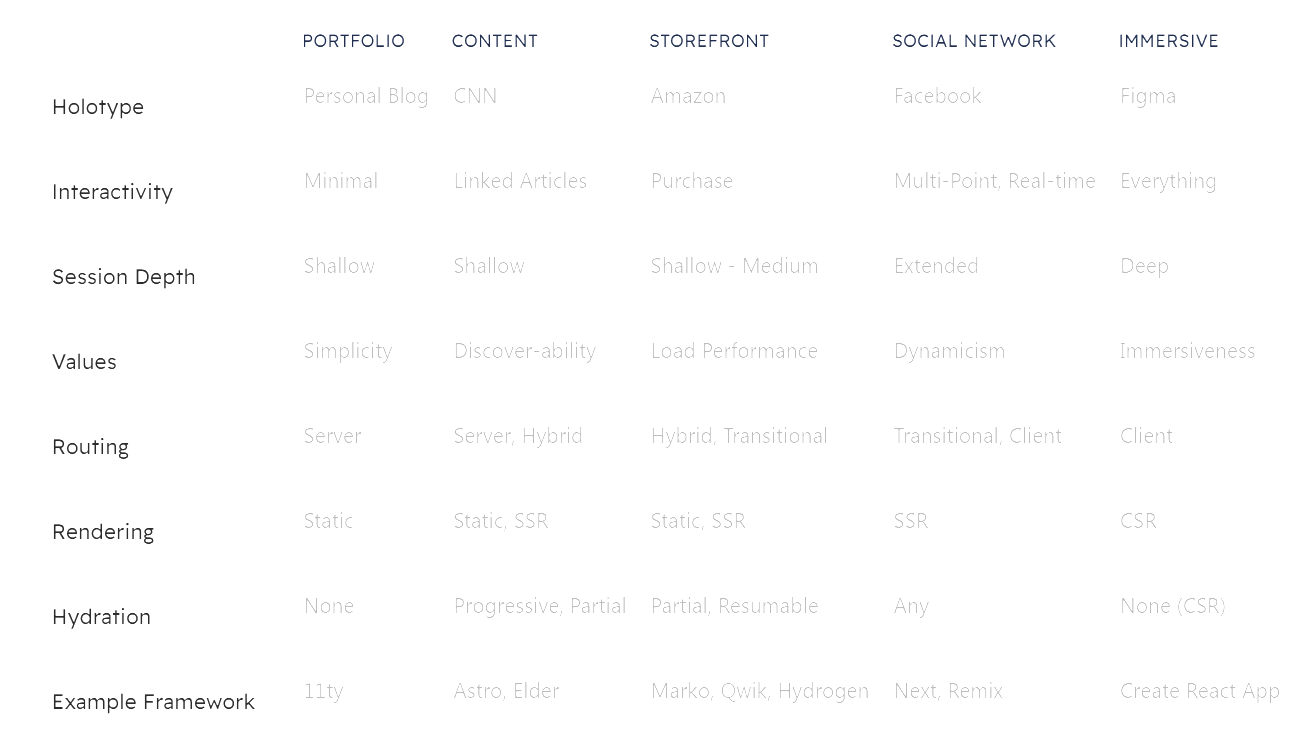 PORTFOLIO CONTENT STOREFRONT SOCIAL NETWORK IMMERSIVE
Holotype Personal Blog CNN Amazon Facebook Figma
Interactivity Minimal Linked Articles Purchase Multi-Point, Real-time Everything
Session Depth Shallow Shallow Shallow - Medium Extended Deep
Values Simplicity Discover-ability Load Performance Dynamicism Immersiveness
Routing Server Server, Hybrid Hybrid, Transitional Transitional, Client Client
Rendering Static Static, SSR Static, SSR SSR CSR
Hydration None Progressive, Partial Partial, Resumable Any None (CSR)
Example Framework 11ty Astro, Elder Marko, Qwik, Hydrogen Next, Remix Create React App